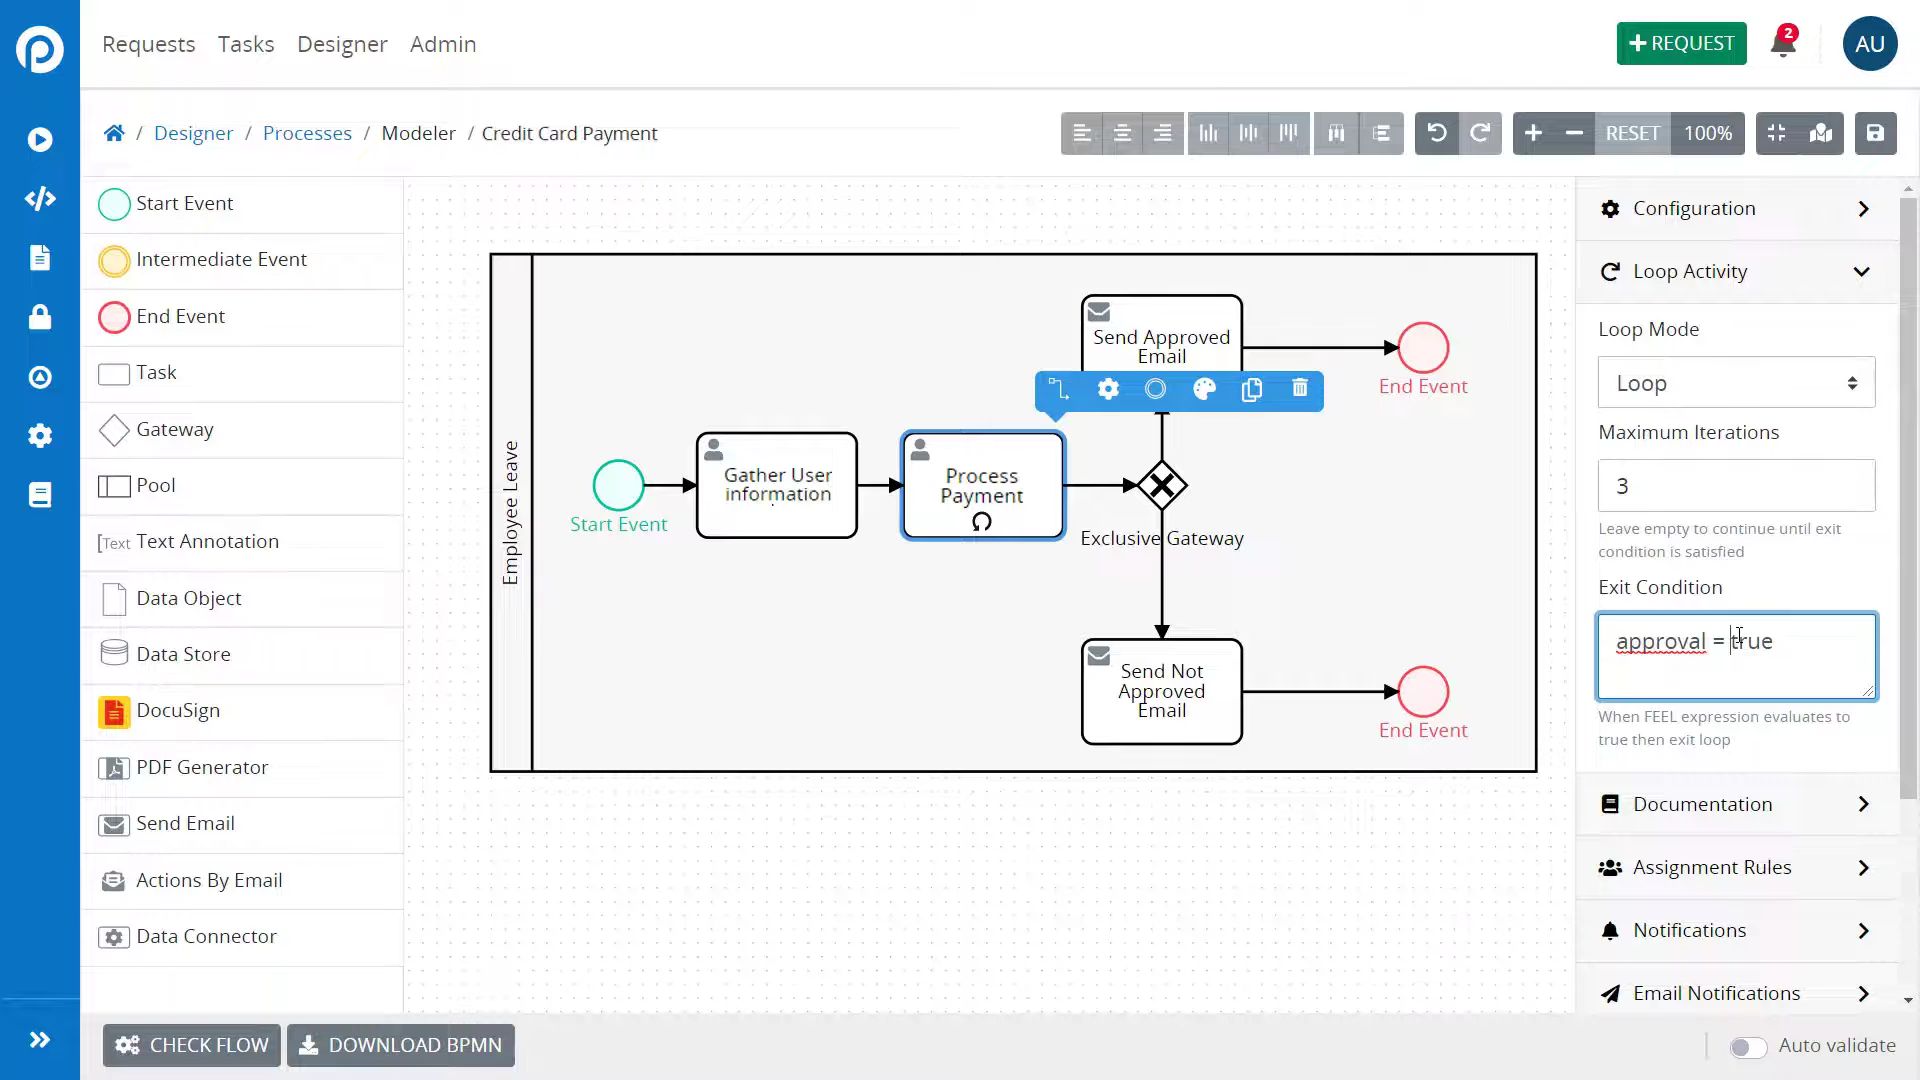 Requests Tasks Designer Admin
+ REQUEST
2
AU
/ Designer / Processes / Modeler / Credit Card Payment
RESET
100%
Start Event
Intermediate Event
End Event
Task
Gateway
Pool
[Text Text Annotation
Data Object
Data Store
DocuSign
PDF Generator
Send Email
Actions By Email
Data Connector
Employee Leave
Start Event
Gather User
information
Process
Payment
Exclusive Gateway
Send Approved
Email
End Event
Send Not
Approved
Email
End Event
Configuration
Loop Activity
Loop Mode
Loop
Maximum Iterations
3
Leave empty to continue until exit
condition is satisfied
Exit Condition
approval = true
When FEEL expression evaluates to
true then exit loop
Documentation
Assignment Rules
Notifications
Email Notifications
CHECK FLOW
DOWNLOAD BPMN
Auto validate